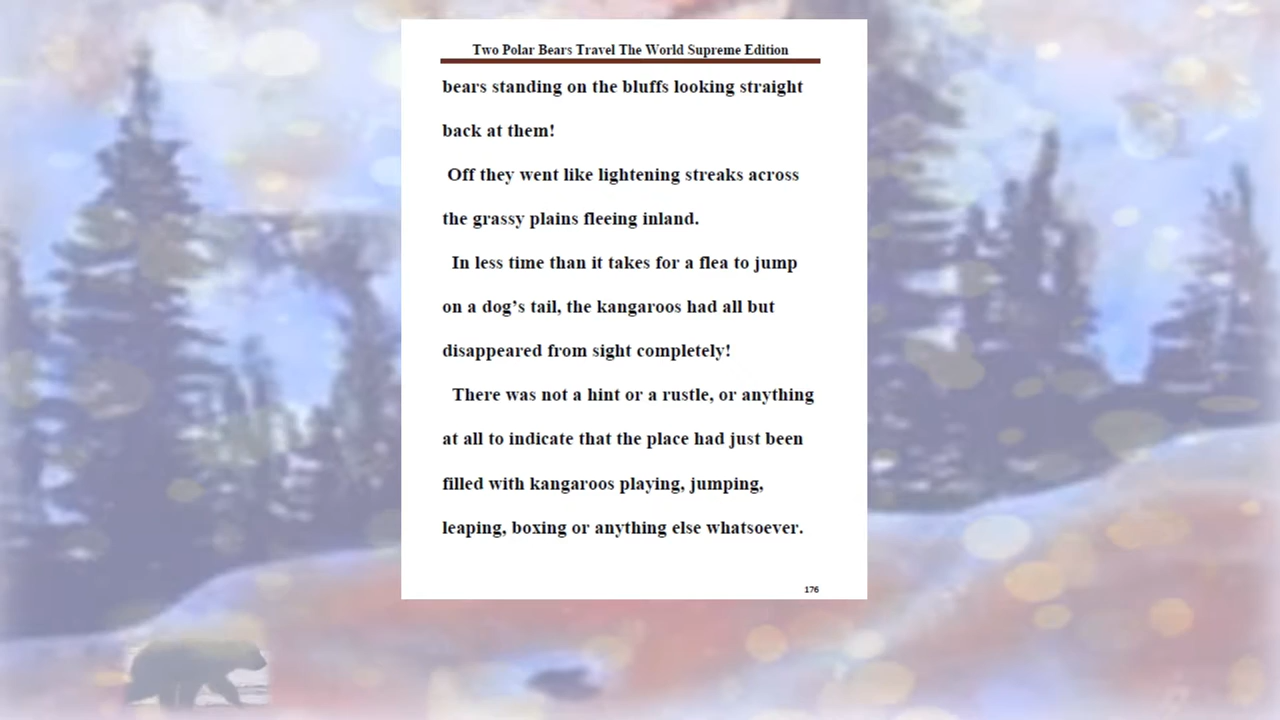 Two Polar Bears Travel The World Supreme Edition
bears standing on the bluffs looking straight
back at them!
Off they went like lightening streaks across
the grassy plains fleeing inland.
In less time than it takes for a flea to jump
on a dog’s tail, the kangaroos had all but
disappeared from sight completely!
There was not a hint or a rustle, or anything
at all to indicate that the place had just been
filled with kangaroos playing, jumping,
leaping, boxing or anything else whatsoever.
176